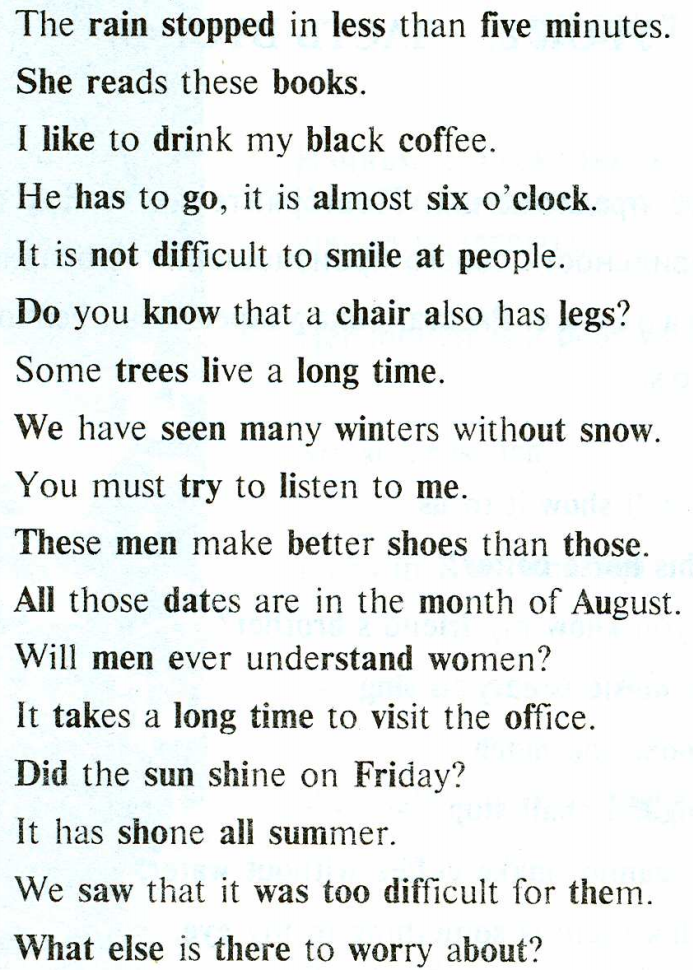 The rain stopped in less than five minutes.
She reads these books.
I like to drink my black coffee.
He has to go, it is almost six o'clock.
It is not difficult to smile at people.
Do you know that a chair also has legs?
Some trees live a long time.
We have seen many winters without snow.
You must try to listen to me.
These men make better shoes than those.
All those dates are in the month of August.
Will men ever understand women?
It takes a long time to visit the office.
Did the sun shine on Friday?
It has shone all summer.
We saw that it was too difficult for them.
What else is there to worry about?